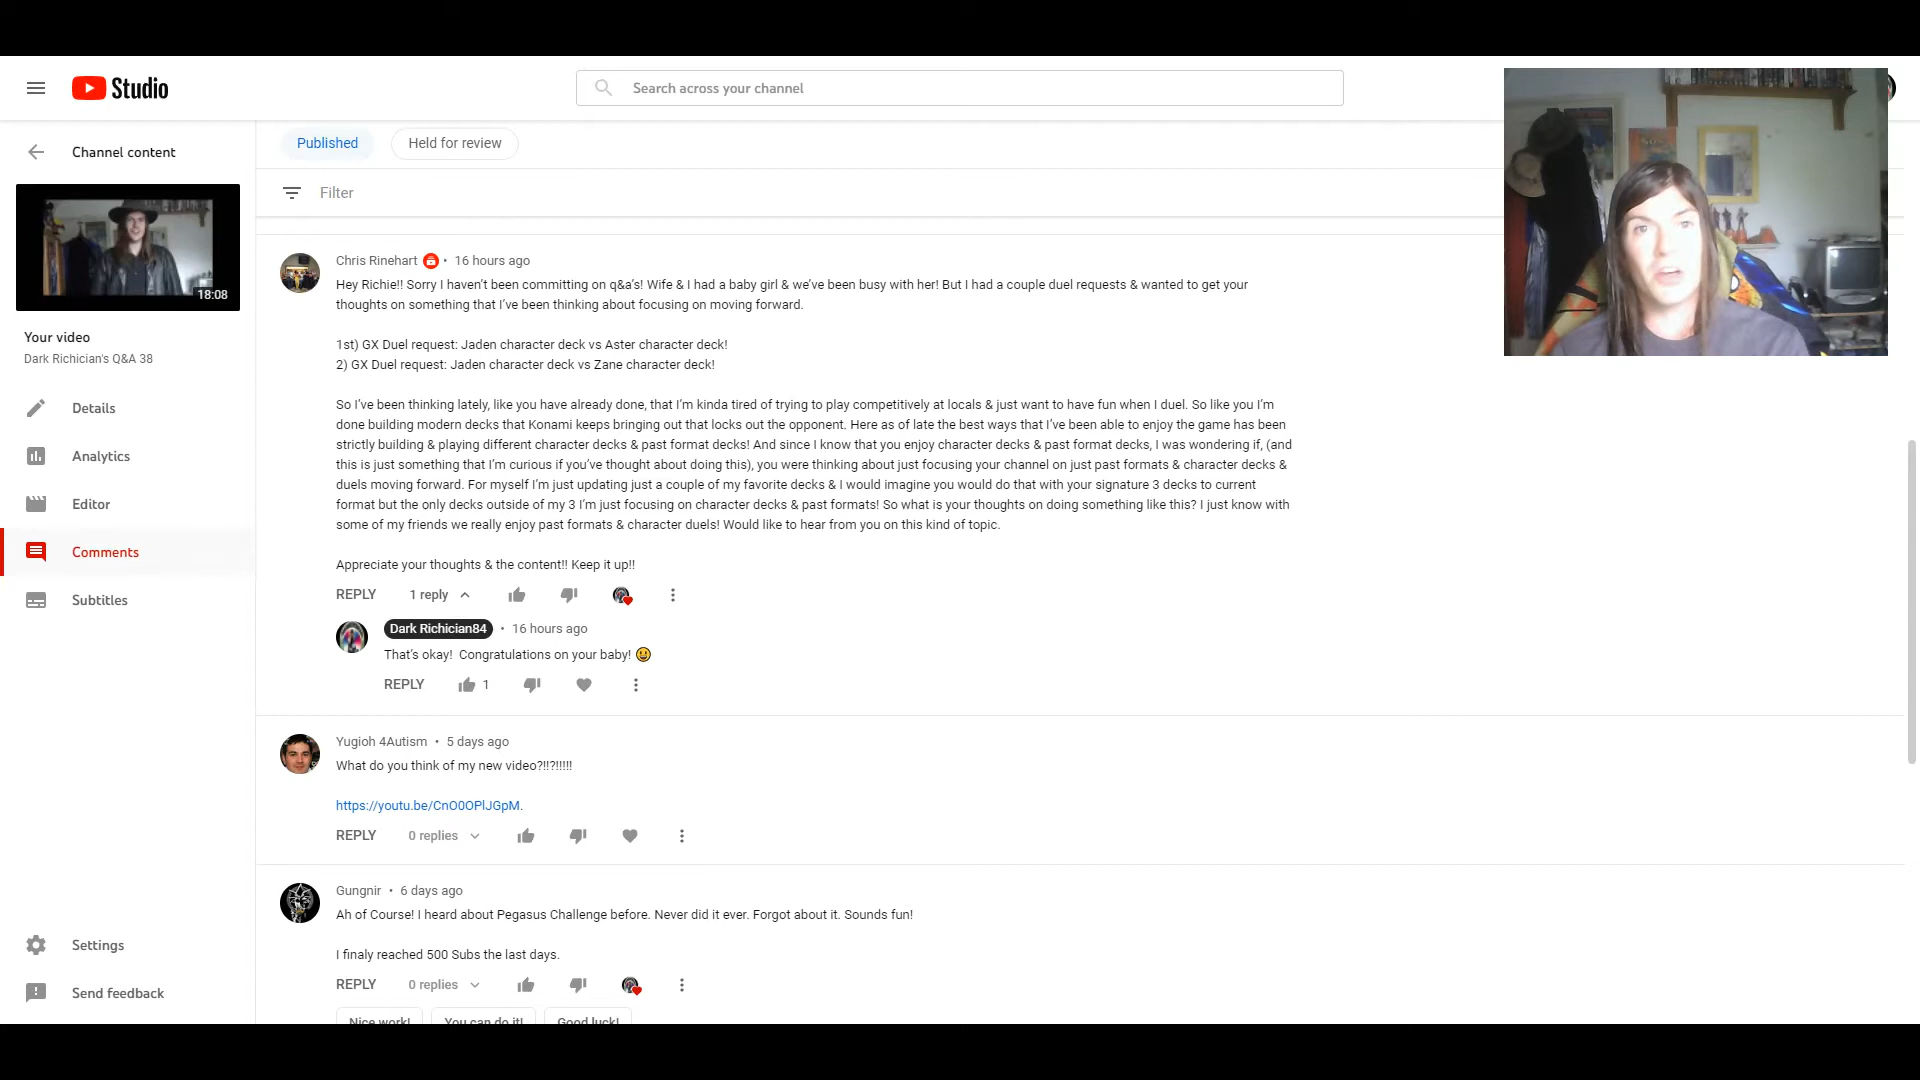 Studio
Search across your channel
Channel content
Published
Held for review
Filter
18:08
Your video
Dark Richician's Q&A 38
Details
Analytics
Editor
Comments
Subtitles
Settings
Send feedback
Chris Rinehart • 16 hours ago
Hey Richie!! Sorry I haven't been committing on q&a's! Wife & I had a baby girl & we've been busy with her! But I had a couple duel requests & wanted to get your
thoughts on something that I've been thinking about focusing on moving forward.
1st) GX Duel request: Jaden character deck vs Aster character deck!
2) GX Duel request: Jaden character deck vs Zane character deck!
So I've been thinking lately, like you have already done, that I'm kinda tired of trying to play competitively at locals & just want to have fun when I duel. So like you I'm
done building modern decks that Konami keeps bringing out that locks out the opponent. Here as of late the best ways that I've been able to enjoy the game has been
strictly building & playing different character decks & past format decks! And since I know that you enjoy character decks & past format decks, I was wondering if, (and
this is just something that I'm curious if you've thought about doing this), you were thinking about just focusing your channel on just past formats & character decks &
duels moving forward. For myself I'm just updating just a couple of my favorite decks & I would imagine you would do that with your signature 3 decks to current
format but the only decks outside of my 3 I'm just focusing on character decks & past formats! So what is your thoughts on doing something like this? I just know with
some of my friends we really enjoy past formats & character duels! Would like to hear from you on this kind of topic.
Appreciate your thoughts & the content!! Keep it up!!
REPLY 1 reply
Dark Richician84 • 16 hours ago
That's okay! Congratulations on your baby! 😃
REPLY 1
Yugioh 4Autism • 5 days ago
What do you think of my new video?!!?!!!!!
https://youtu.be/CnO0OPlJGpM.
REPLY 0 replies
Gungnir • 6 days ago
Ah of Course! I heard about Pegasus Challenge before. Never did it ever. Forgot about it. Sounds fun!
I finaly reached 500 Subs the last days.
REPLY 0 replies
Nice work! You can do it! Good luck!